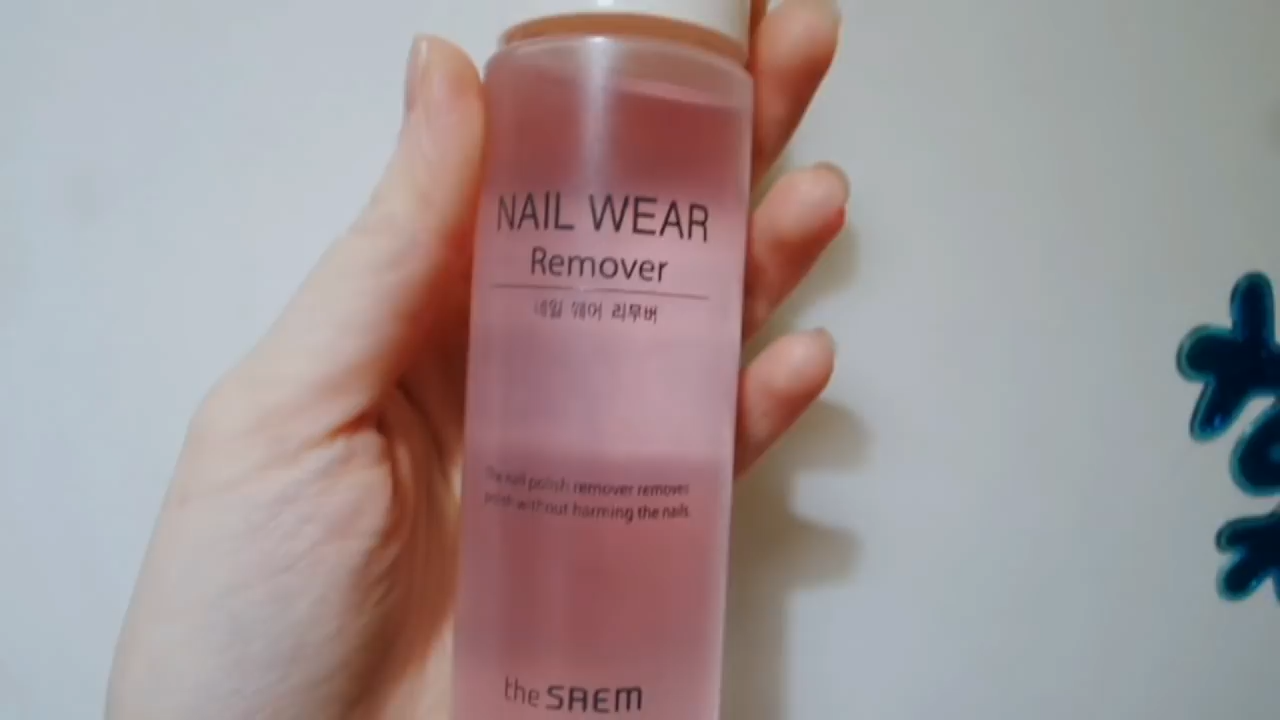 NAIL WEAR
Remover
네일 웨어 리무버
The nail polish remover removes
polish without harming the nails.
the SAEM